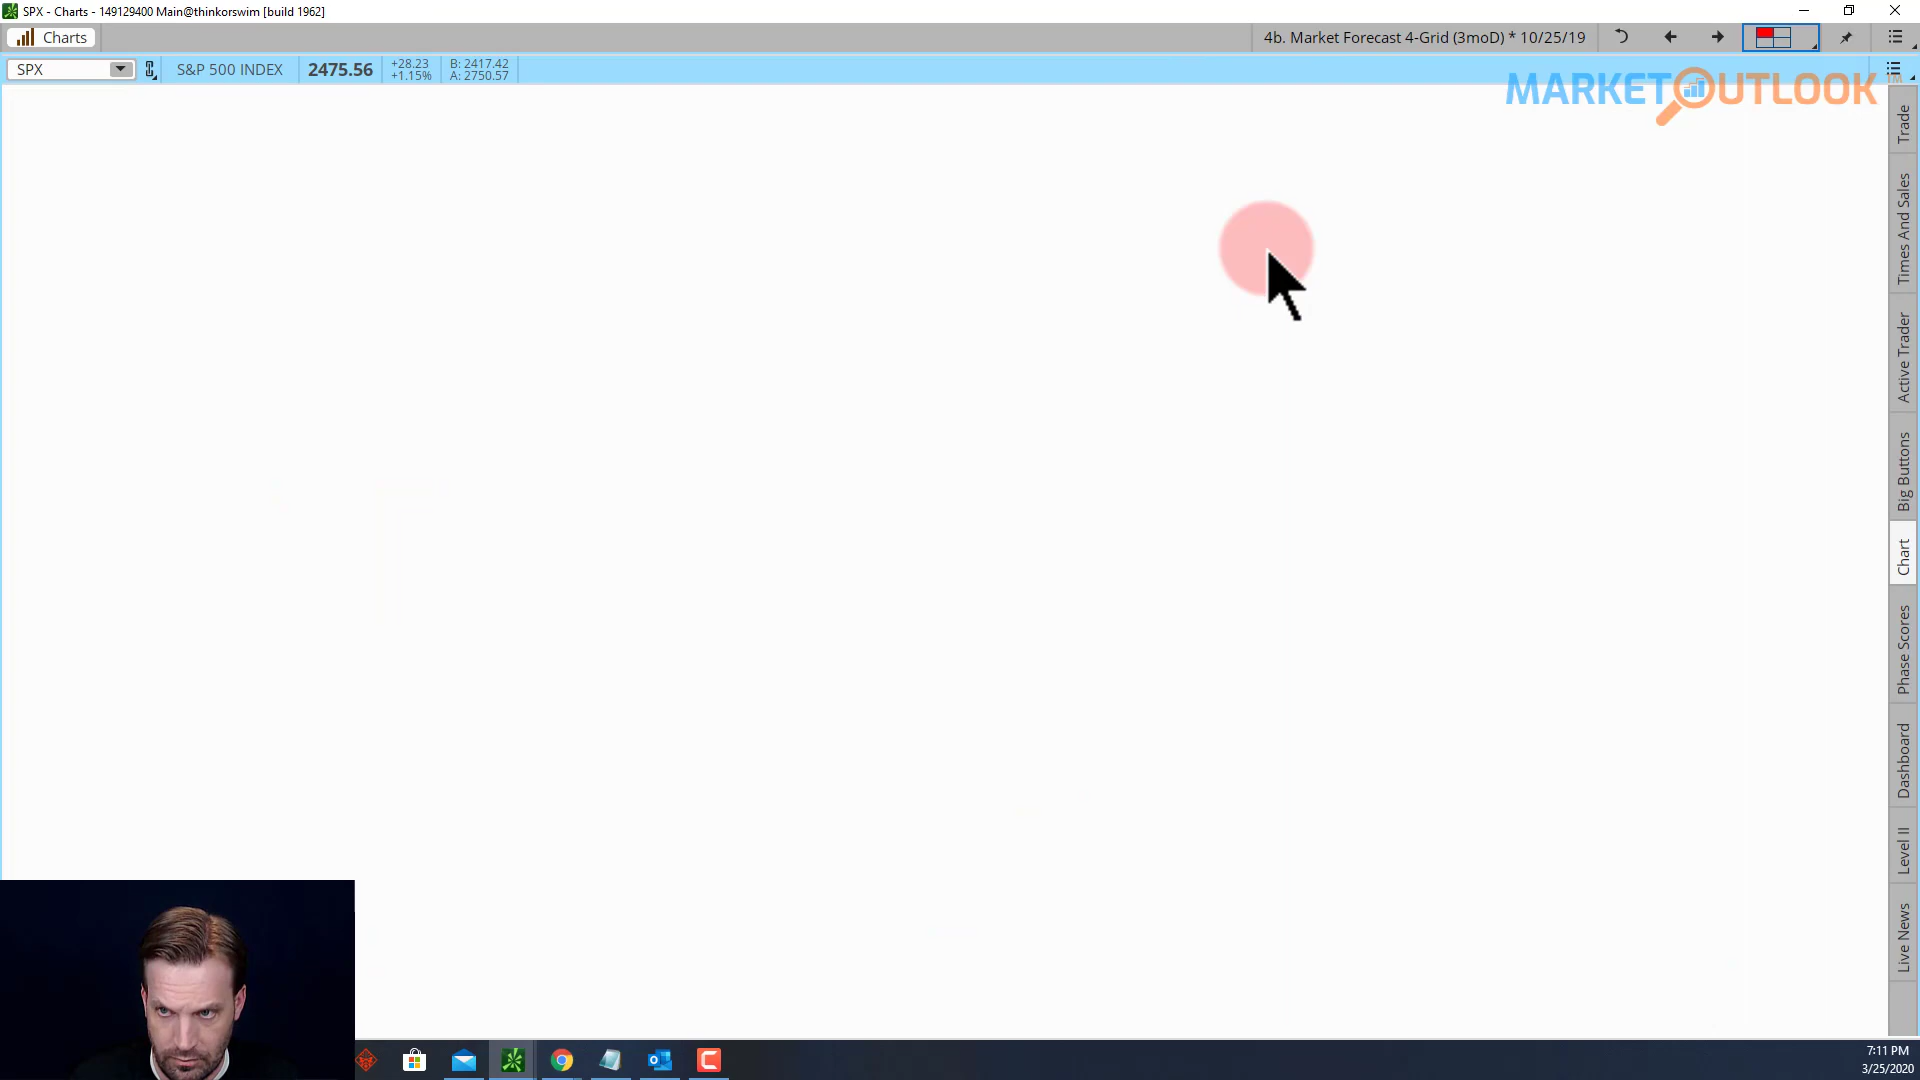 SPX - Charts - 149129400 Main@thinkorswim [build 1962]
Charts
4b. Market Forecast 4-Grid (3moD) * 10/25/19
SPX
S&P 500 INDEX
2475.56
+28.23
+1.15%
B: 2417.42
A: 2750.57
MARKET OUTLOOK
TM
Trade
Times And Sales
Active Trader
Big Buttons
Chart
Phase Scores
Dashboard
Level II
Live News
7:11 PM
3/25/2020